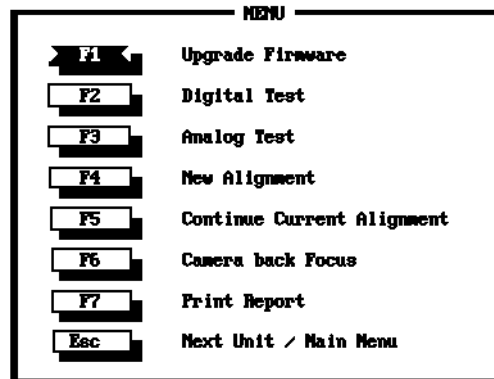 MENU
F1 Upgrade Firmware
F2 Digital Test
F3 Analog Test
F4 New Alignment
F5 Continue Current Alignment
F6 Camera back Focus
F7 Print Report
Esc Next Unit / Main Menu